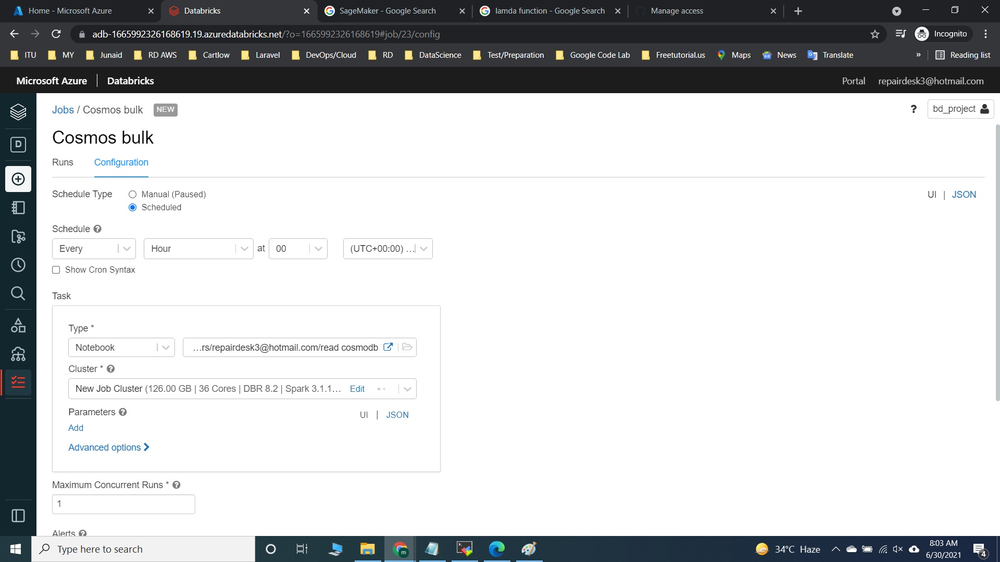 Home - Microsoft Azure
Databricks
SageMaker - Google Search
lamda function - Google Search
Manage access
adb-1665992326168619.19.azuredatabricks.net/?o=1665992326168619#job/23/config
Incognito
ITU
MY
Junaid
RD AWS
Cartlow
Laravel
DevOps/Cloud
RD
DataScience
Test/Preparation
Google Code Lab
Freetutorial.us
Maps
News
Translate
»
Reading list
Microsoft Azure
Databricks
Portal
repairdesk3@hotmail.com
Jobs / Cosmos bulk NEW
? bd_project
D
Cosmos bulk
Runs
Configuration
Schedule Type
Manual (Paused)
Scheduled
UI | JSON
Schedule ?
Every
Hour
at
00
(UTC+00:00) ...
Show Cron Syntax
Task
Type *
Notebook
...rs/repairdesk3@hotmail.com/read cosmodb
Cluster * ?
New Job Cluster (126.00 GB | 36 Cores | DBR 8.2 | Spark 3.1.1... Edit
Parameters ?
UI | JSON
Add
Advanced options
Maximum Concurrent Runs * ?
1
Alerts ?
Type here to search
m
34°C Haze
8:03 AM
6/30/2021
4